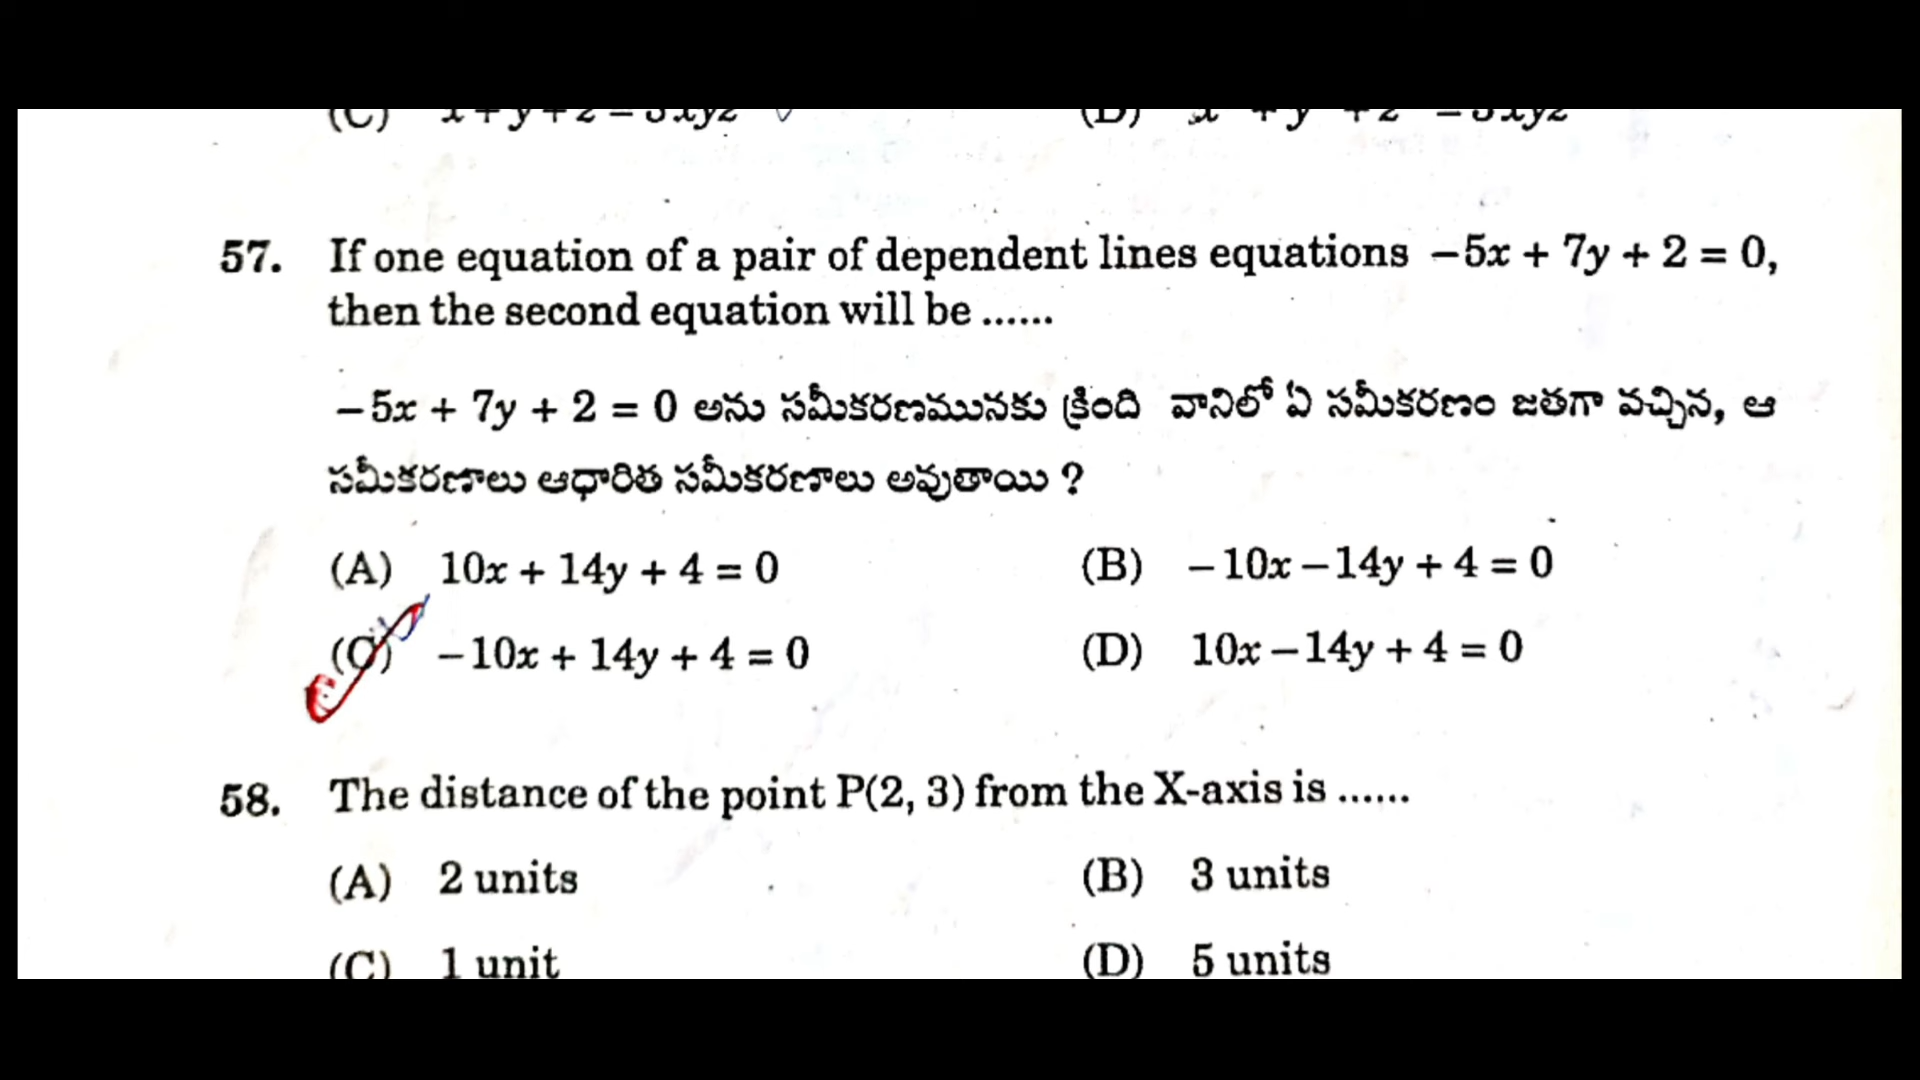 (C) x + y + z = 3xyz (D) x + y + z = 3xyz
57. If one equation of a pair of dependent lines equations −5x + 7y + 2 = 0,
then the second equation will be ......
−5x + 7y + 2 = 0 అను సమీకరణమునకు క్రింది వానిలో ఏ సమీకరణం జతగా వచ్చిన, ఆ
సమీకరణాలు ఆధారిత సమీకరణాలు అవుతాయి ?
(A) 10x + 14y + 4 = 0 (B) −10x − 14y + 4 = 0
(C) −10x + 14y + 4 = 0 (D) 10x − 14y + 4 = 0
58. The distance of the point P(2, 3) from the X-axis is ......
(A) 2 units (B) 3 units
(C) 1 unit (D) 5 units